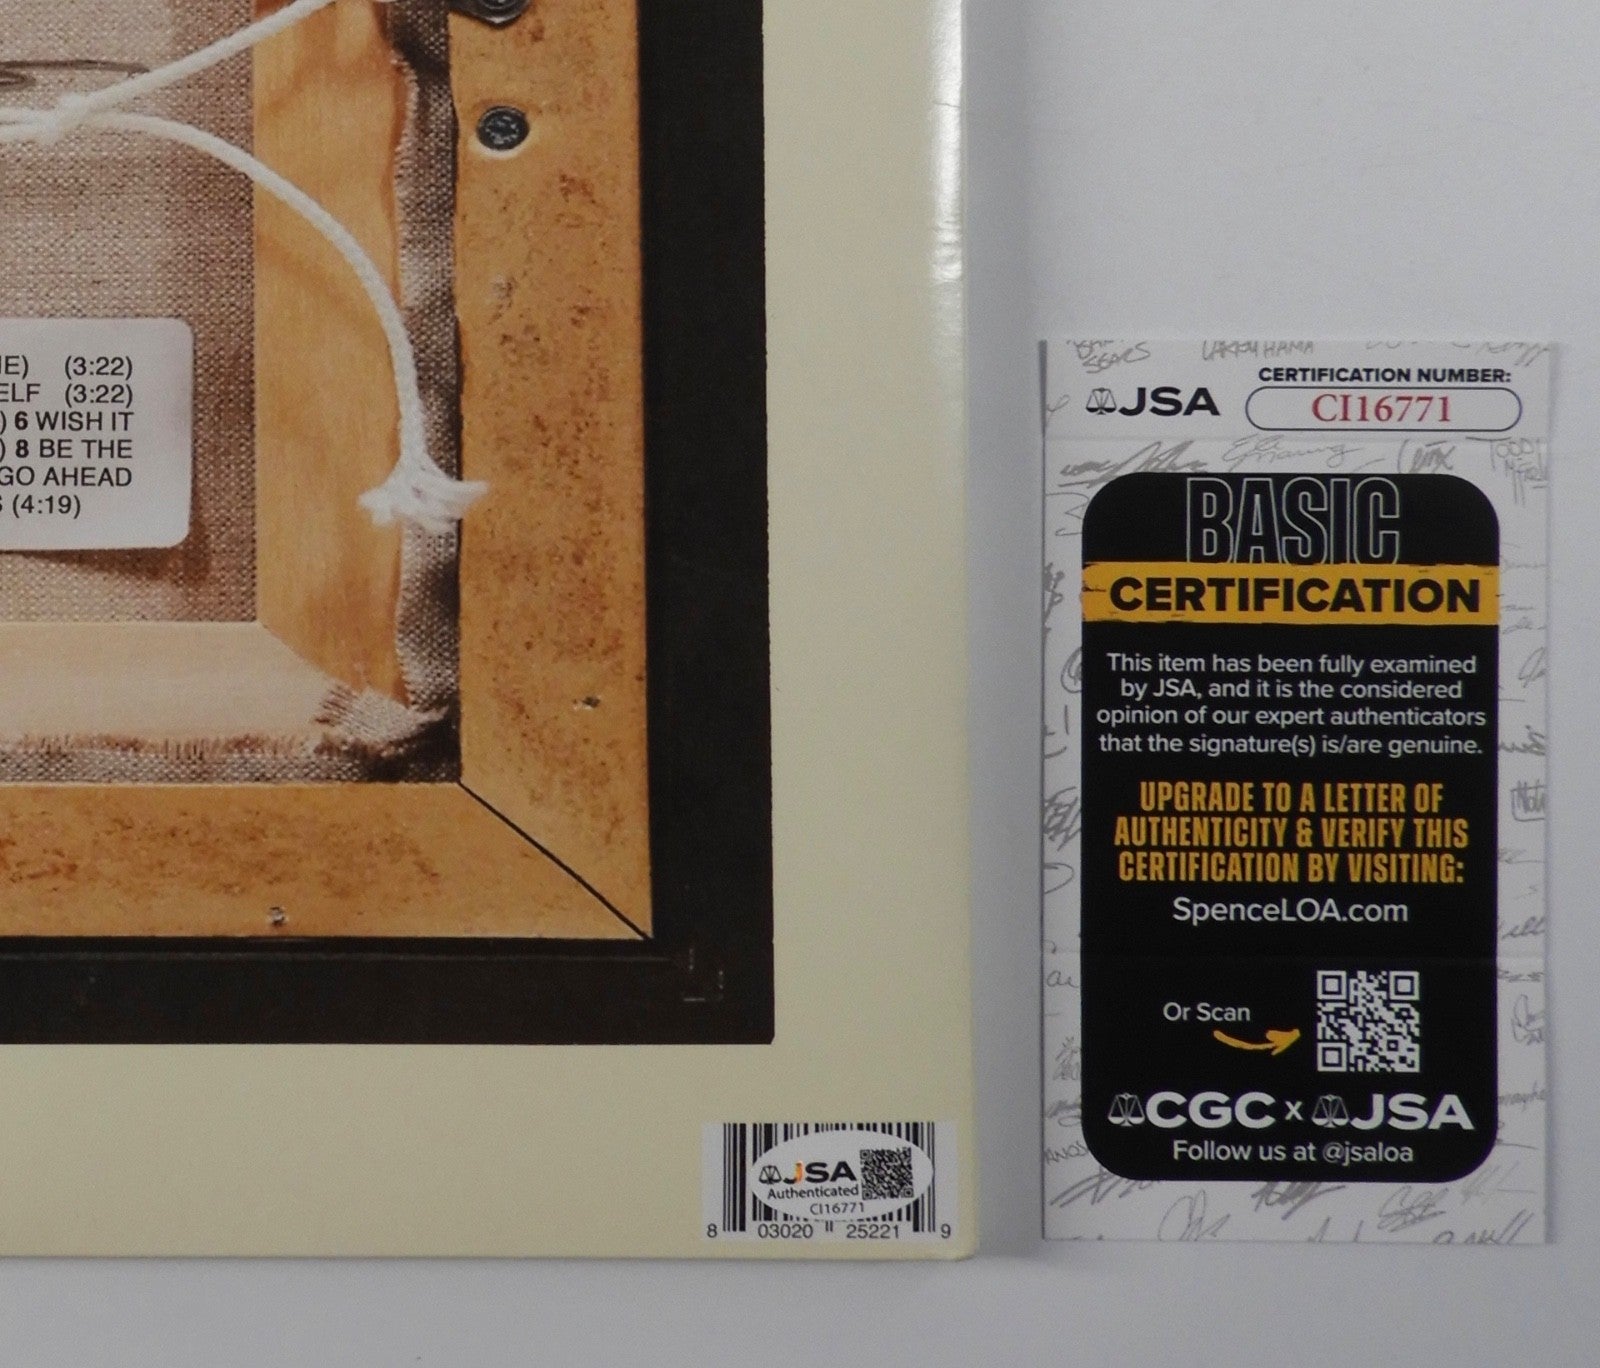 IE) (3:22)
ELF (3:22)
) 6 WISH IT
) 8 BE THE
GO AHEAD
S (4:19)
JSA
Authenticated
CI16771
8 03020 25221 9
SEARS LARRY HAMA
JSA
CERTIFICATION NUMBER:
CI16771
BASIC
CERTIFICATION
This item has been fully examined
by JSA, and it is the considered
opinion of our expert authenticators
that the signature(s) is/are genuine.
UPGRADE TO A LETTER OF
AUTHENTICITY & VERIFY THIS
CERTIFICATION BY VISITING:
SpenceLOA.com
Or Scan
CGC x JSA
Follow us at @jsaloa